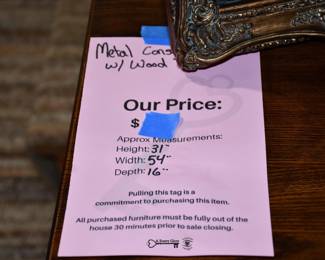 Metal Cons
w/ Wood
Our Price:
$
Approx Measurements:
Height: 31"
Width: 54"
Depth: 16"
Pulling this tag is a
commitment to purchasing this item.
All purchased furniture must be fully out of the
house 30 minutes prior to sale closing.